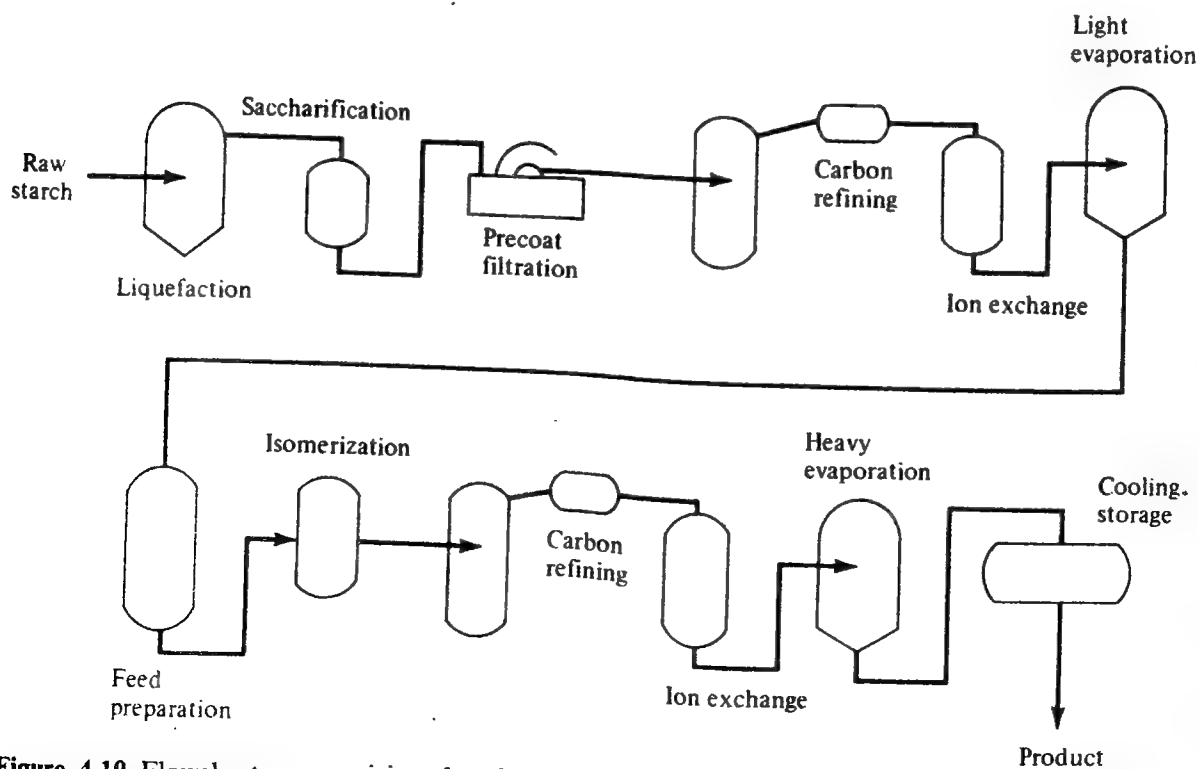 Light
evaporation
Saccharification
Raw
starch
Carbon
refining
Precoat
filtration
Liquefaction
Ion exchange
Isomerization
Heavy
evaporation
Cooling.
storage
Carbon
refining
Feed
preparation
Ion exchange
Product
Figure 4.10